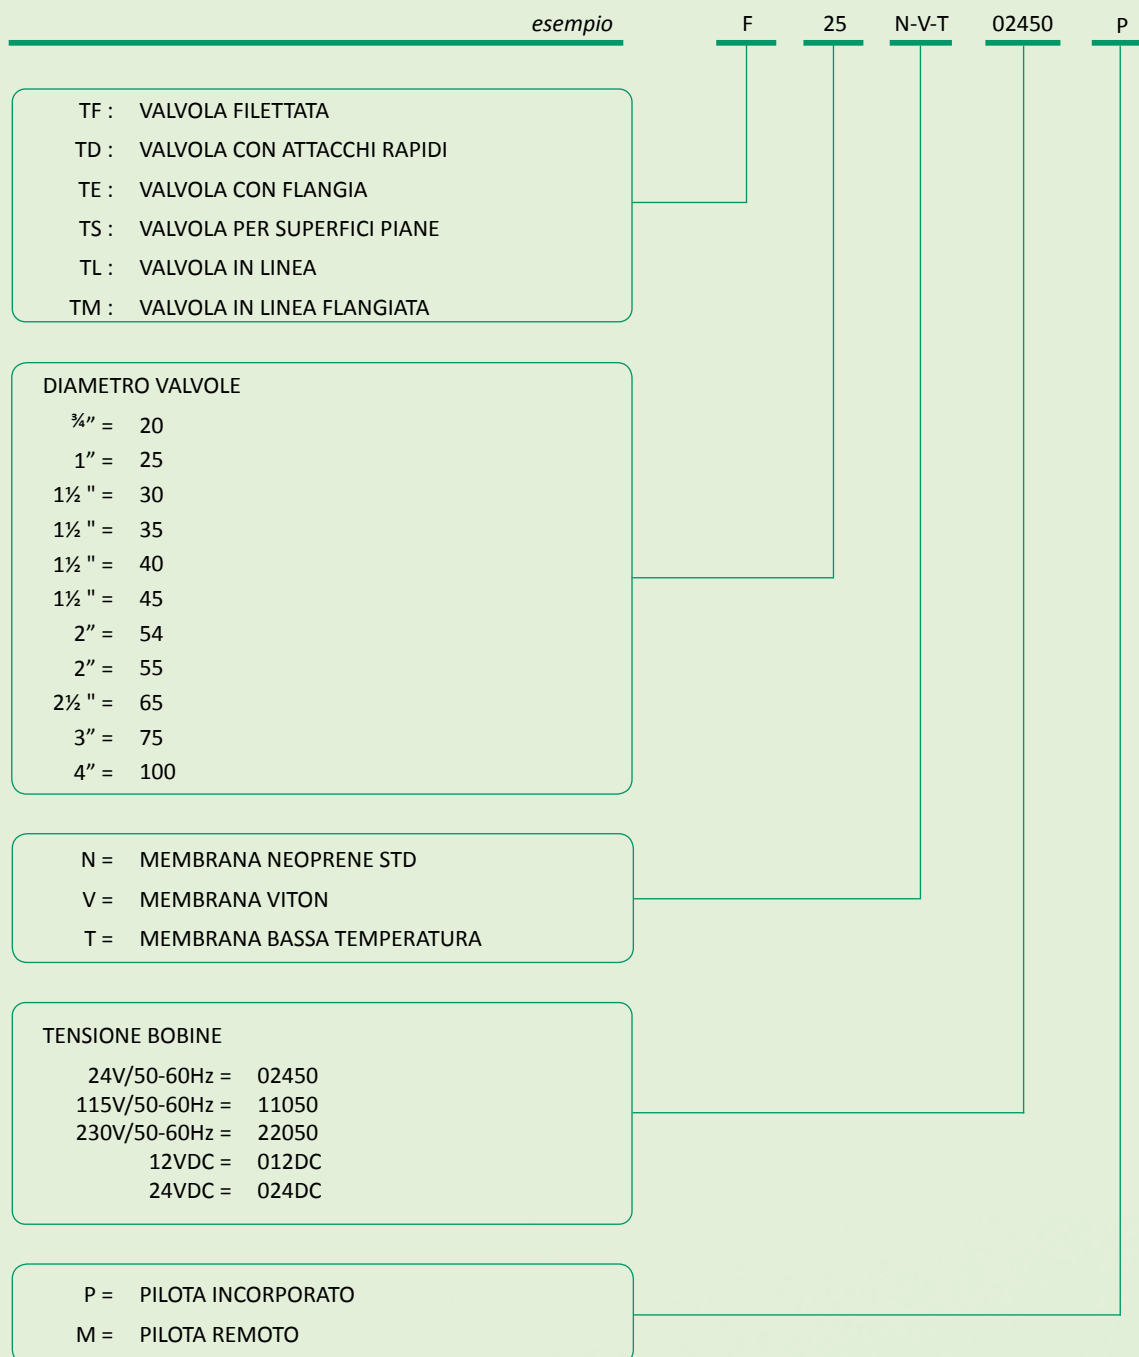 esempio F 25 N-V-T 02450 P
TF : VALVOLA FILETTATA
TD : VALVOLA CON ATTACCHI RAPIDI
TE : VALVOLA CON FLANGIA
TS : VALVOLA PER SUPERFICI PIANE
TL : VALVOLA IN LINEA
TM : VALVOLA IN LINEA FLANGIATA
DIAMETRO VALVOLE
¾” = 20
1” = 25
1½ " = 30
1½ " = 35
1½ " = 40
1½ " = 45
2” = 54
2” = 55
2½ " = 65
3” = 75
4” = 100
N = MEMBRANA NEOPRENE STD
V = MEMBRANA VITON
T = MEMBRANA BASSA TEMPERATURA
TENSIONE BOBINE
24V/50-60Hz = 02450
115V/50-60Hz = 11050
230V/50-60Hz = 22050
12VDC = 012DC
24VDC = 024DC
P = PILOTA INCORPORATO
M = PILOTA REMOTO